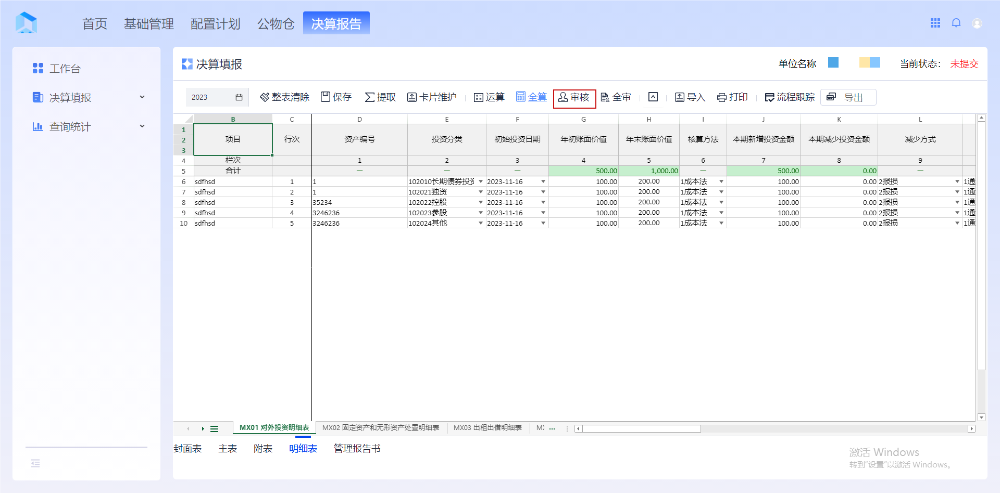 首页 基础管理 配置计划 公物仓 决算报告
工作台
决算填报
查询统计
决算填报 单位名称 当前状态： 未提交
2023 整表清除 保存 提取 卡片维护 运算 全算 审核 全审 导入 打印 流程跟踪 导出
B C D E F G H I J K L
1
2 项目 行次 资产编号 投资分类 初始投资日期 年初账面价值 年末账面价值 核算方法 本期新增投资金额 本期减少投资金额 减少方式
3
4 栏次 1 2 3 4 5 6 7 8 9
5 合计 — — — 500.00 1,000.00 — 500.00 0.00 —
6 sdfhsd 1 1 102010长期债券投资 2023-11-16 100.00 200.00 1成本法 100.00 0.00 2报损 1通
7 sdfhsd 2 1 102021独资 2023-11-16 100.00 200.00 1成本法 100.00 0.00 2报损 1通
8 sdfhsd 3 35234 102022控股 2023-11-16 100.00 200.00 1成本法 100.00 0.00 2报损 1通
9 sdfhsd 4 3246236 102023参股 2023-11-16 100.00 200.00 1成本法 100.00 0.00 2报损 1通
10 sdfhsd 5 3246236 102024其他 2023-11-16 100.00 200.00 1成本法 100.00 0.00 2报损 1通
MX01 对外投资明细表 MX02 固定资产和无形资产处置明细表 MX03 出租出借明细表 MX ...
封面表 主表 附表 明细表 管理报告书
激活 Windows
转到“设置”以激活 Windows。